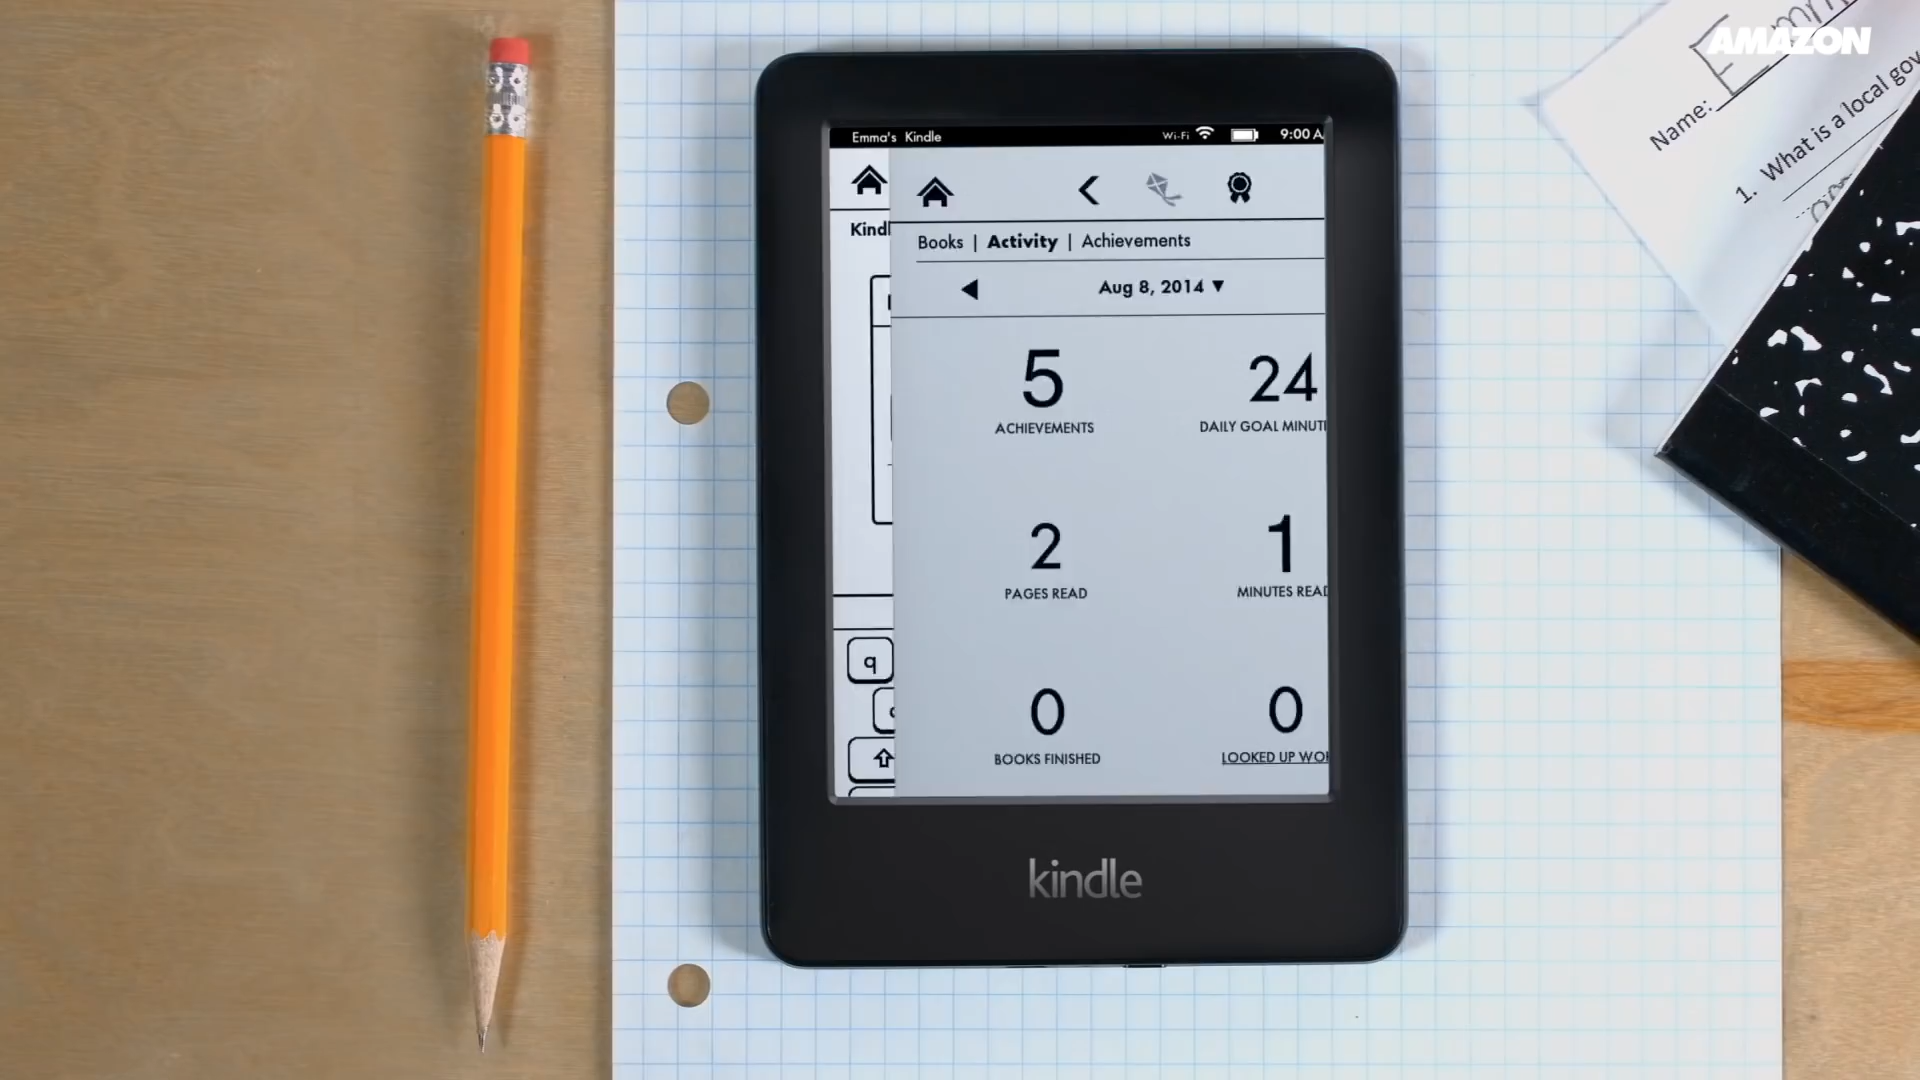 AMAZON
Name: Emm
1. What is a local gov
Emma's Kindle Wi-Fi 9:00 A
Kindl
Books | Activity | Achievements
Aug 8, 2014
5 24
ACHIEVEMENTS DAILY GOAL MINUT
2 1
PAGES READ MINUTES READ
0 0
BOOKS FINISHED LOOKED UP WO
q
kindle